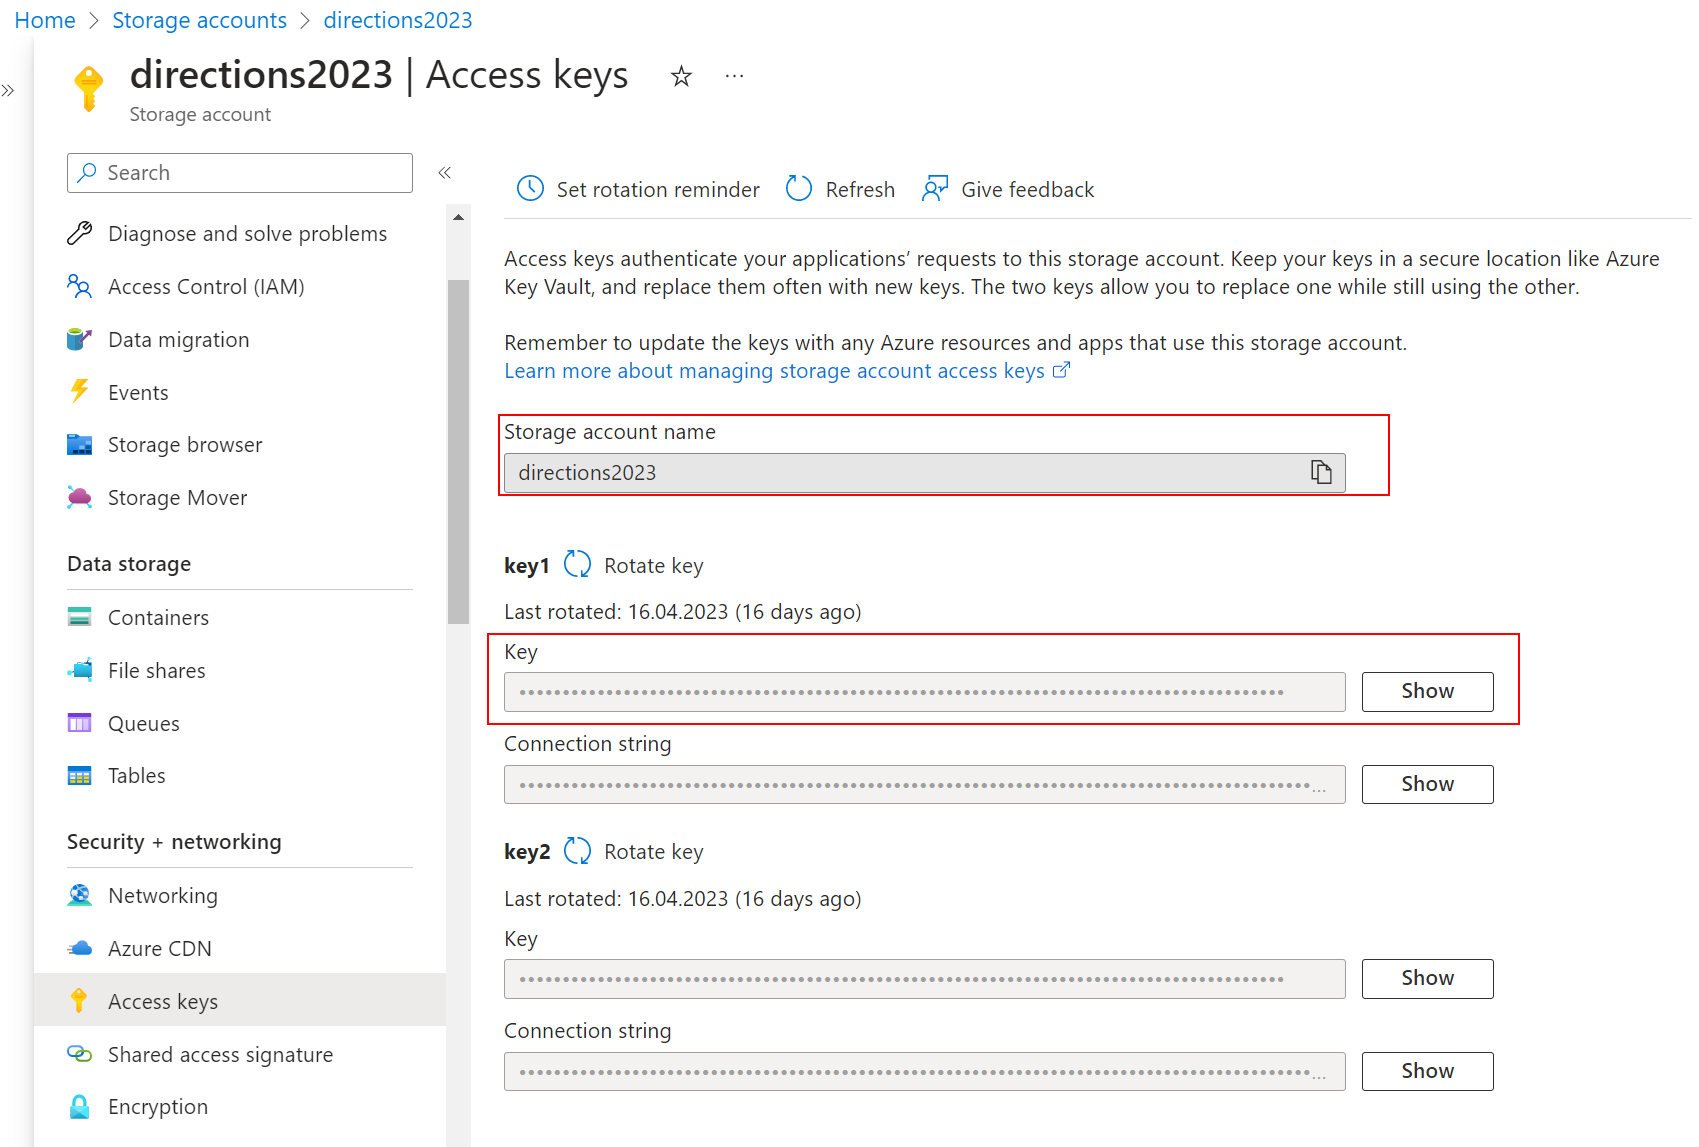 Home > Storage accounts > directions2023
directions2023 | Access keys
Storage account
Search
Diagnose and solve problems
Access Control (IAM)
Data migration
Events
Storage browser
Storage Mover
Data storage
Containers
File shares
Queues
Tables
Security + networking
Networking
Azure CDN
Access keys
Shared access signature
Encryption
Set rotation reminder Refresh Give feedback
Access keys authenticate your applications’ requests to this storage account. Keep your keys in a secure location like Azure
Key Vault, and replace them often with new keys. The two keys allow you to replace one while still using the other.
Remember to update the keys with any Azure resources and apps that use this storage account.
Learn more about managing storage account access keys
Storage account name
directions2023
key1 Rotate key
Last rotated: 16.04.2023 (16 days ago)
Key
Show
Connection string
Show
key2 Rotate key
Last rotated: 16.04.2023 (16 days ago)
Key
Show
Connection string
Show